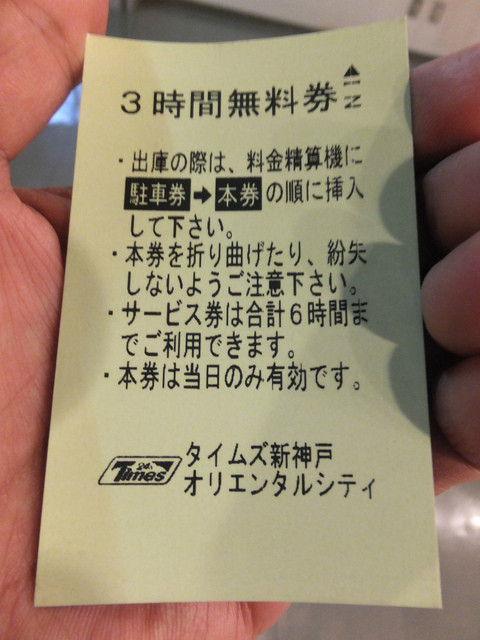 3時間無料券
IN
・出庫の際は、料金精算機に
駐車券➡本券の順に挿入
して下さい。
・本券を折り曲げたり、紛失
しないようご注意下さい。
・サービス券は合計6時間ま
でご利用できます。
・本券は当日のみ有効です。
24h
Times
タイムズ新神戸
オリエンタルシティ